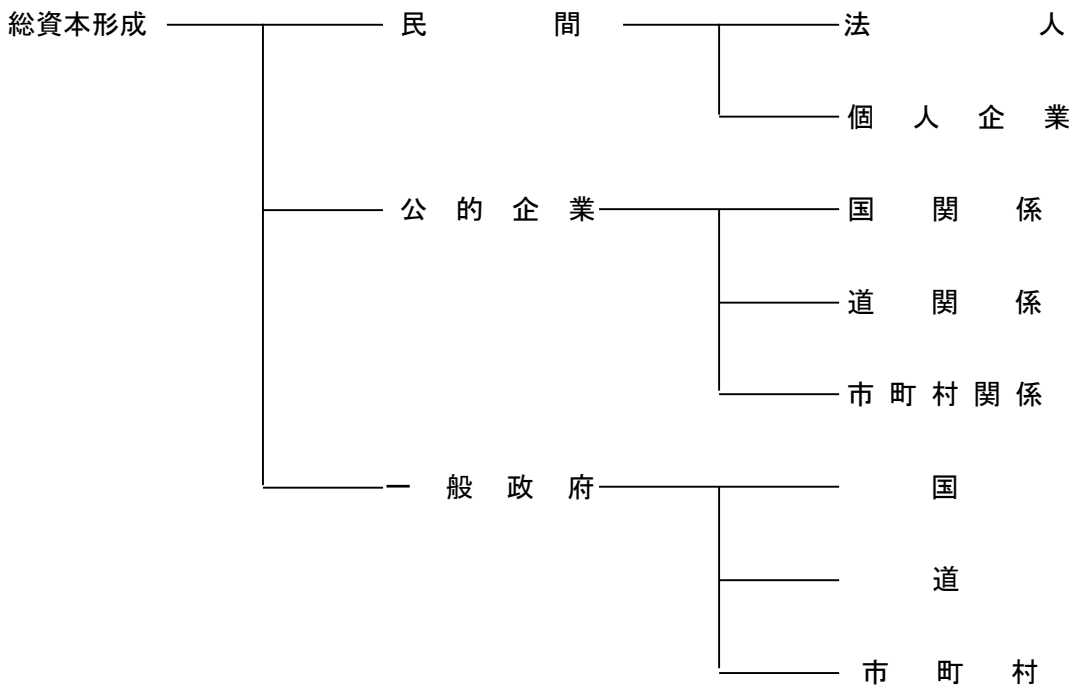 総資本形成 民間 法人
個人企業
公的企業 国関係
道関係
市町村関係
一般政府 国
道
市町村